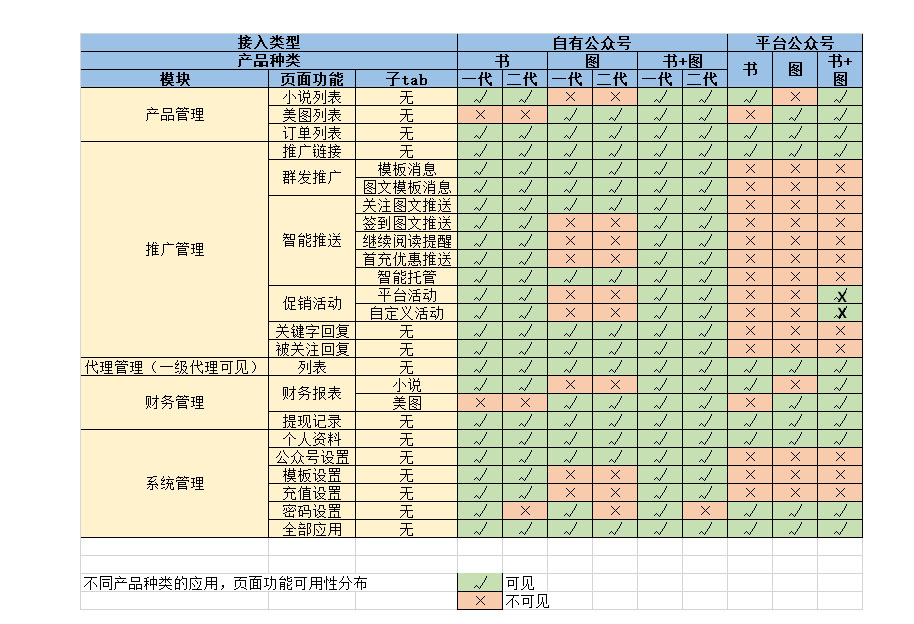 接入类型 自有公众号 平台公众号
产品种类 书 图 书+图 书 图 书+图
模块 页面功能 子tab 一代 二代 一代 二代 一代 二代
产品管理 小说列表 无 √ √ × × √ √ √ × √
美图列表 无 × × √ √ √ √ × √ √
订单列表 无 √ √ √ √ √ √ √ √ √
推广管理 推广链接 无 √ √ √ √ √ √ √ √ √
群发推广 模板消息 √ √ √ √ √ √ × × ×
图文模板消息 √ √ √ √ √ √ × × ×
智能推送 关注图文推送 √ √ √ √ √ √ × × ×
签到图文推送 √ √ × × √ √ × × ×
继续阅读提醒 √ √ × × √ √ × × ×
首充优惠推送 √ √ × × √ √ × × ×
智能托管 √ √ √ √ √ √ × × ×
促销活动 平台活动 √ √ × × √ √ × × X
自定义活动 √ √ × × √ √ × × X
关键字回复 无 √ √ √ √ √ √ × × ×
被关注回复 无 √ √ √ √ √ √ × × ×
代理管理（一级代理可见） 列表 无 √ √ √ √ √ √ √ √ √
财务管理 财务报表 小说 √ √ × × √ √ √ × √
美图 × × √ √ √ √ × √ √
提现记录 无 √ √ √ √ √ √ √ √ √
系统管理 个人资料 无 √ √ √ √ √ √ √ √ √
公众号设置 无 √ √ √ √ √ √ × × ×
模板设置 无 √ √ × × √ √ × × ×
充值设置 无 √ √ × × √ √ × × ×
密码设置 无 √ × √ × √ × √ √ √
全部应用 无 √ √ √ √ √ √ √ √ √
不同产品种类的应用，页面功能可用性分布 √ 可见
× 不可见